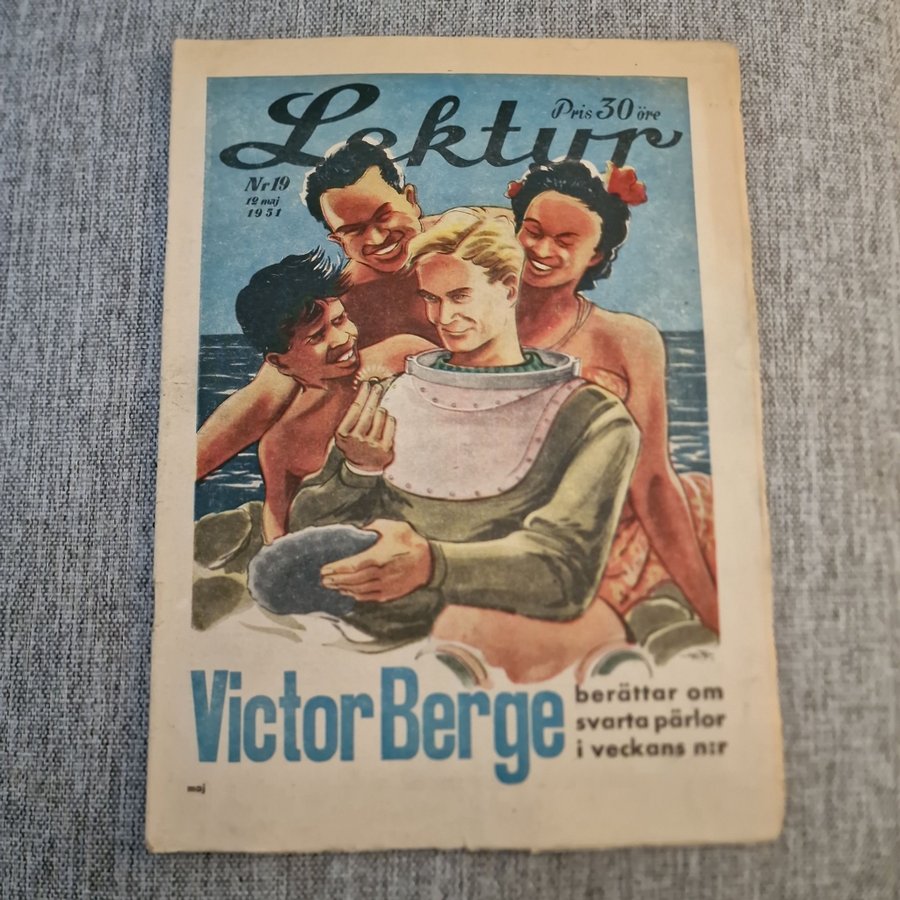 Lektyr
Pris 30 öre
Nr 19
12 maj
1951
Victor Berge
berättar om
svarta pärlor
i veckans n:r
maj